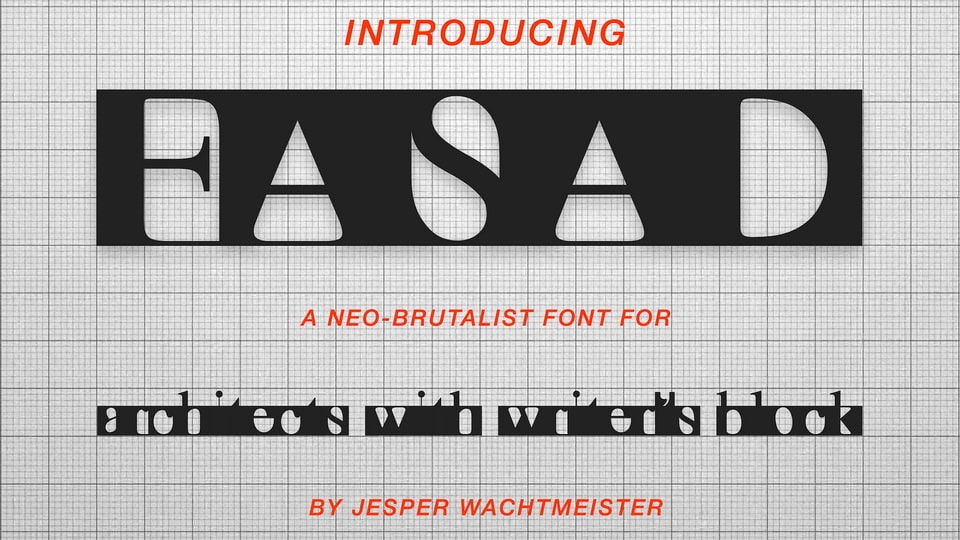 INTRODUCING
FASAD
A NEO-BRUTALIST FONT FOR
architects with writer's block
BY JESPER WACHTMEISTER